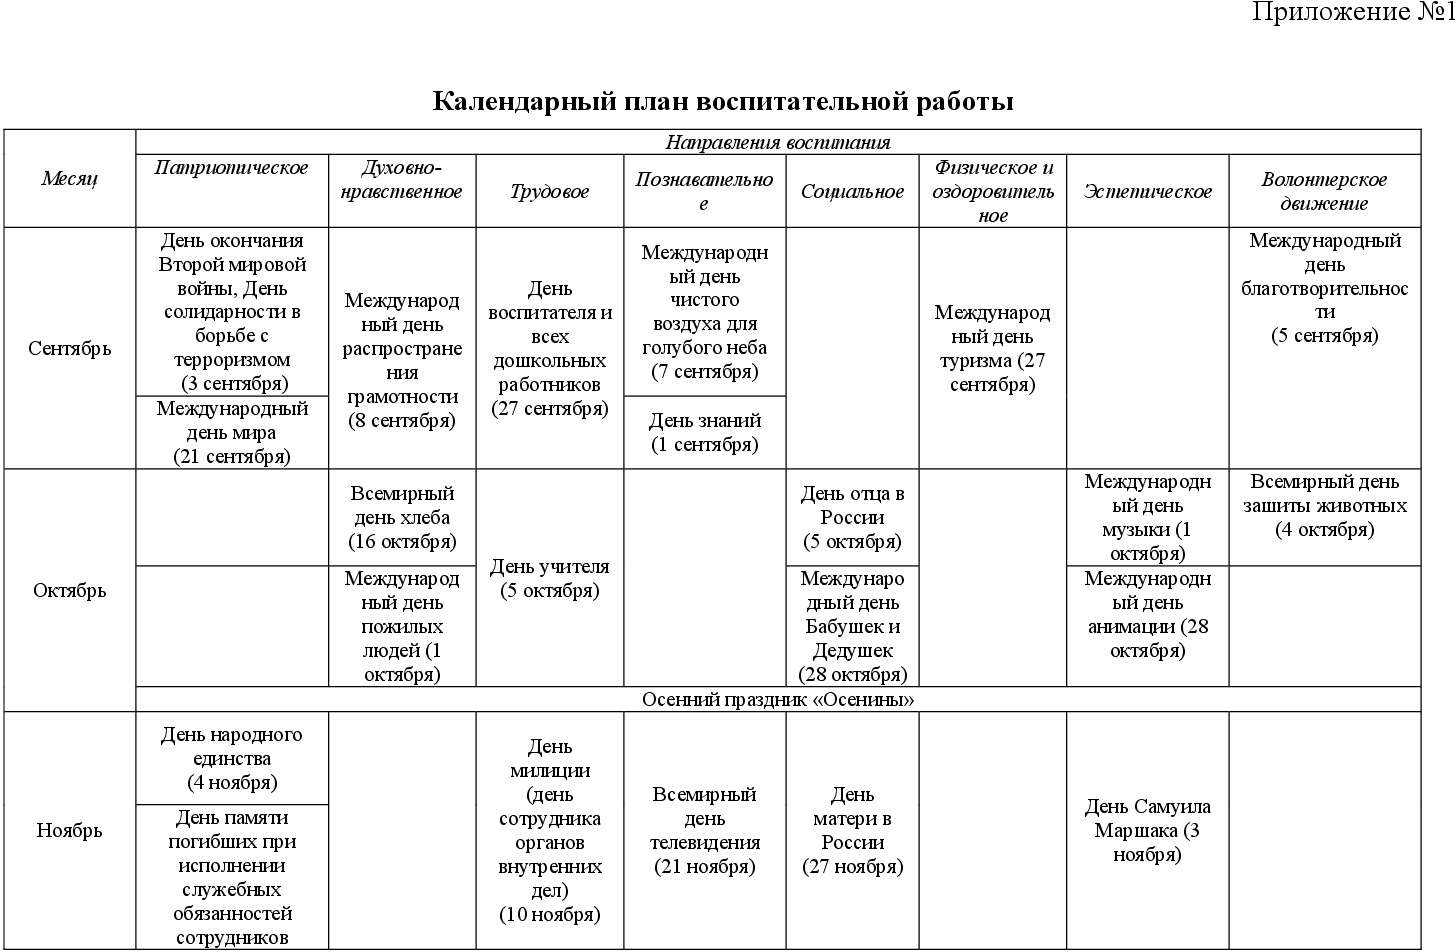 Приложение №1
Календарный план воспитательной работы
Месяц
Направления воспитания
Патриотическое
Духовно-
нравственное
Трудовое
Познавательно
е
Социальное
Физическое и
оздоровитель
ное
Эстетическое
Волонтерское
движение
Сентябрь
День окончания
Второй мировой
войны, День
солидарности в
борьбе с
терроризмом
(3 сентября)
Международный
день мира
(21 сентября)
Международ
ный день
распростране
ния
грамотности
(8 сентября)
День
воспитателя и
всех
дошкольных
работников
(27 сентября)
Международн
ый день
чистого
воздуха для
голубого неба
(7 сентября)
День знаний
(1 сентября)
Международ
ный день
туризма (27
сентября)
Международный
день
благотворительнос
ти
(5 сентября)
Октябрь
Всемирный
день хлеба
(16 октября)
Международ
ный день
пожилых
людей (1
октября)
День учителя
(5 октября)
День отца в
России
(5 октября)
Междунаро
дный день
Бабушек и
Дедушек
(28 октября)
Международн
ый день
музыки (1
октября)
Международн
ый день
анимации (28
октября)
Всемирный день
зашиты животных
(4 октября)
Осенний праздник «Осенины»
Ноябрь
День народного
единства
(4 ноября)
День памяти
погибших при
исполнении
служебных
обязанностей
сотрудников
День
милиции
(день
сотрудника
органов
внутренних
дел)
(10 ноября)
Всемирный
день
телевидения
(21 ноября)
День
матери в
России
(27 ноября)
День Самуила
Маршака (3
ноября)